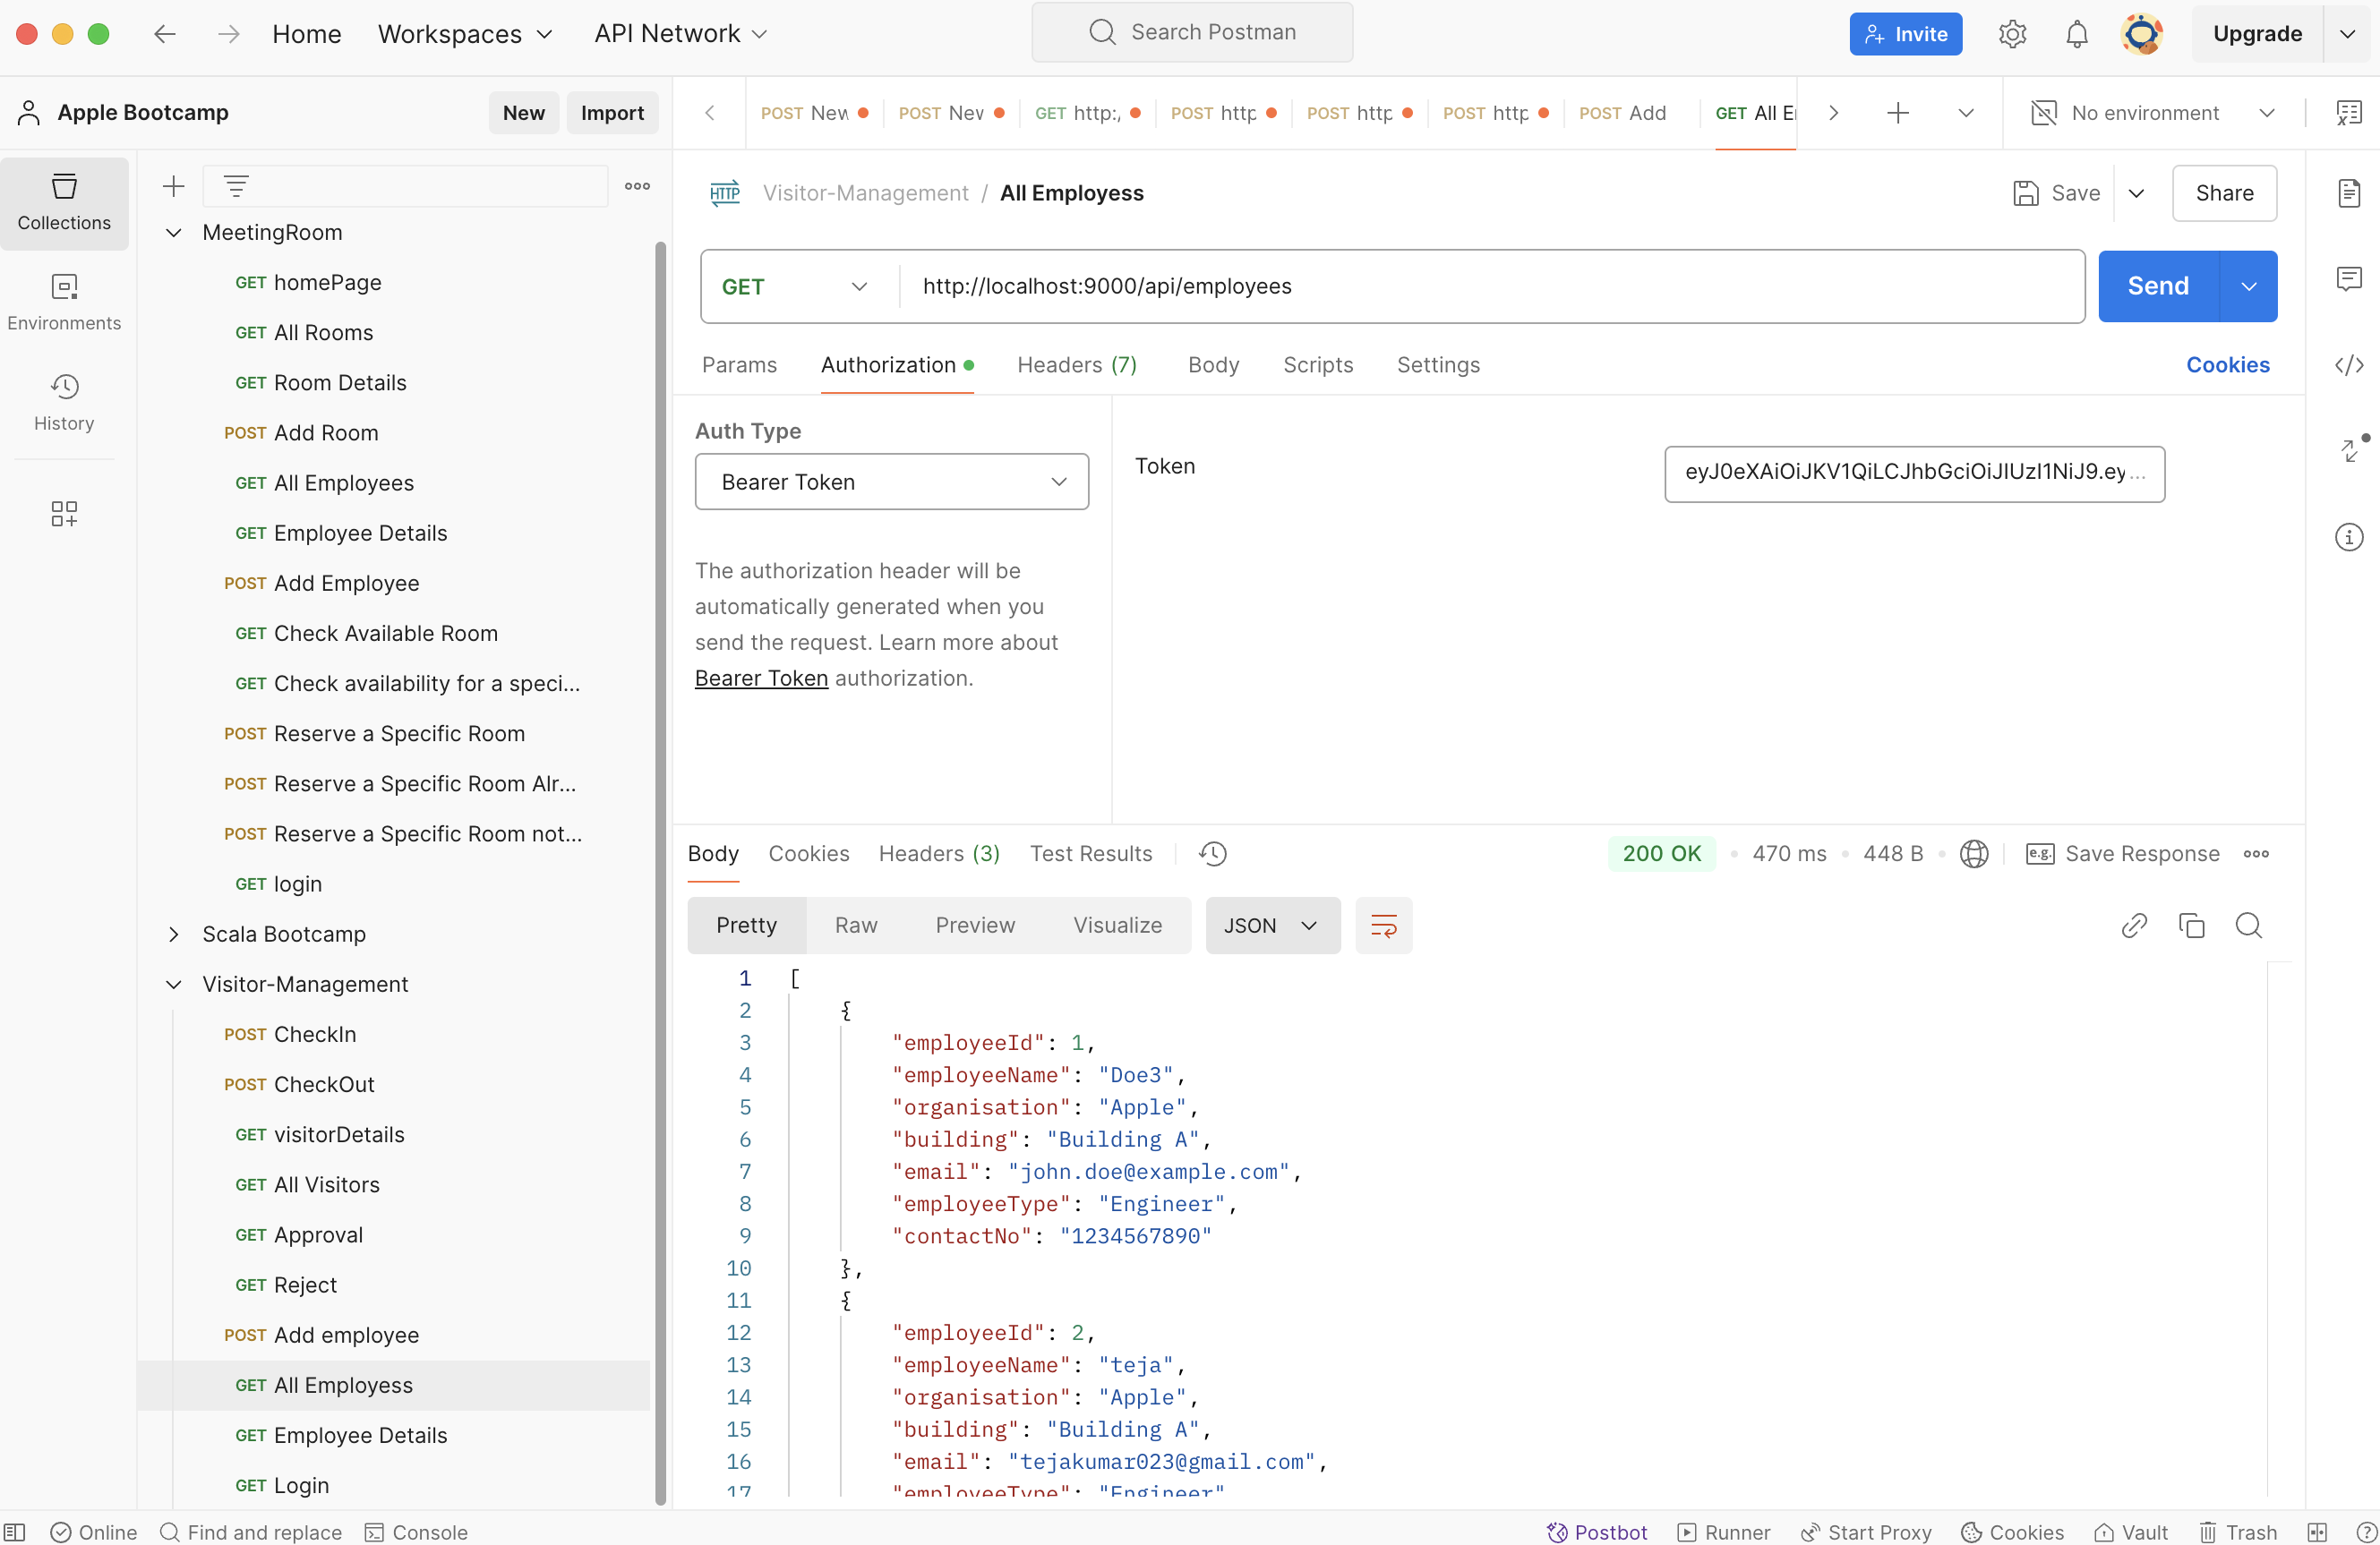 Home Workspaces API Network Search Postman Invite Upgrade
Apple Bootcamp New Import
POST New POST New GET http:/ POST http POST http POST http POST Add GET All E No environment
Collections
Environments
History
MeetingRoom
GET homePage
GET All Rooms
GET Room Details
POST Add Room
GET All Employees
GET Employee Details
POST Add Employee
GET Check Available Room
GET Check availability for a speci...
POST Reserve a Specific Room
POST Reserve a Specific Room Alr...
POST Reserve a Specific Room not...
GET login
Scala Bootcamp
Visitor-Management
POST CheckIn
POST CheckOut
GET visitorDetails
GET All Visitors
GET Approval
GET Reject
POST Add employee
GET All Employess
GET Employee Details
GET Login
HTTP Visitor-Management / All Employess Save Share
GET http://localhost:9000/api/employees Send
Params Authorization Headers (7) Body Scripts Settings Cookies
Auth Type
Bearer Token
The authorization header will be
automatically generated when you
send the request. Learn more about
Bearer Token authorization.
Token eyJ0eXAiOiJKV1QiLCJhbGciOiJIUzI1NiJ9.ey...
Body Cookies Headers (3) Test Results 200 OK 470 ms 448 B e.g. Save Response
Pretty Raw Preview Visualize JSON
1 [
2 {
3 "employeeId": 1,
4 "employeeName": "Doe3",
5 "organisation": "Apple",
6 "building": "Building A",
7 "email": "john.doe@example.com",
8 "employeeType": "Engineer",
9 "contactNo": "1234567890"
10 },
11 {
12 "employeeId": 2,
13 "employeeName": "teja",
14 "organisation": "Apple",
15 "building": "Building A",
16 "email": "tejakumar023@gmail.com",
17 "employeeType": "Engineer"
Online Find and replace Console Postbot Runner Start Proxy Cookies Vault Trash